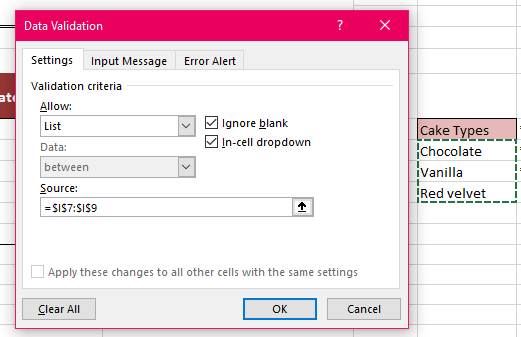 Data Validation ? ×
Settings Input Message Error Alert
Validation criteria
Allow:
List
Ignore blank
In-cell dropdown
Data:
between
Source:
=$I$7:$I$9
Apply these changes to all other cells with the same settings
Clear All OK Cancel
Cake Types
Chocolate
Vanilla
Red velvet